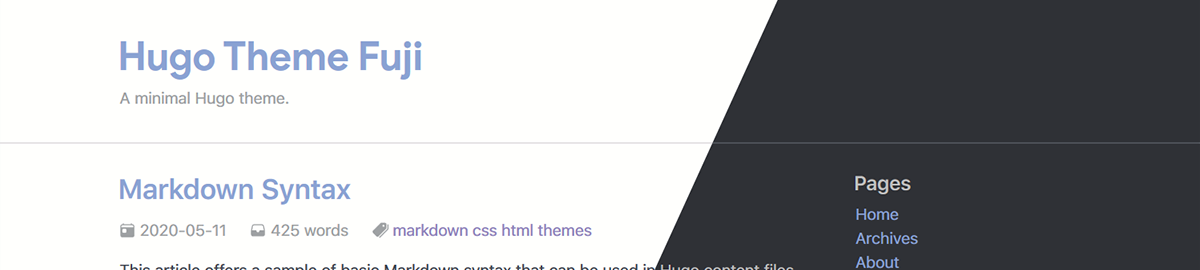 Hugo Theme Fuji
A minimal Hugo theme.
Markdown Syntax
2020-05-11 425 words markdown css html themes
This article offers a sample of basic Markdown syntax that can be used in Hugo content files
Pages
Home
Archives
About